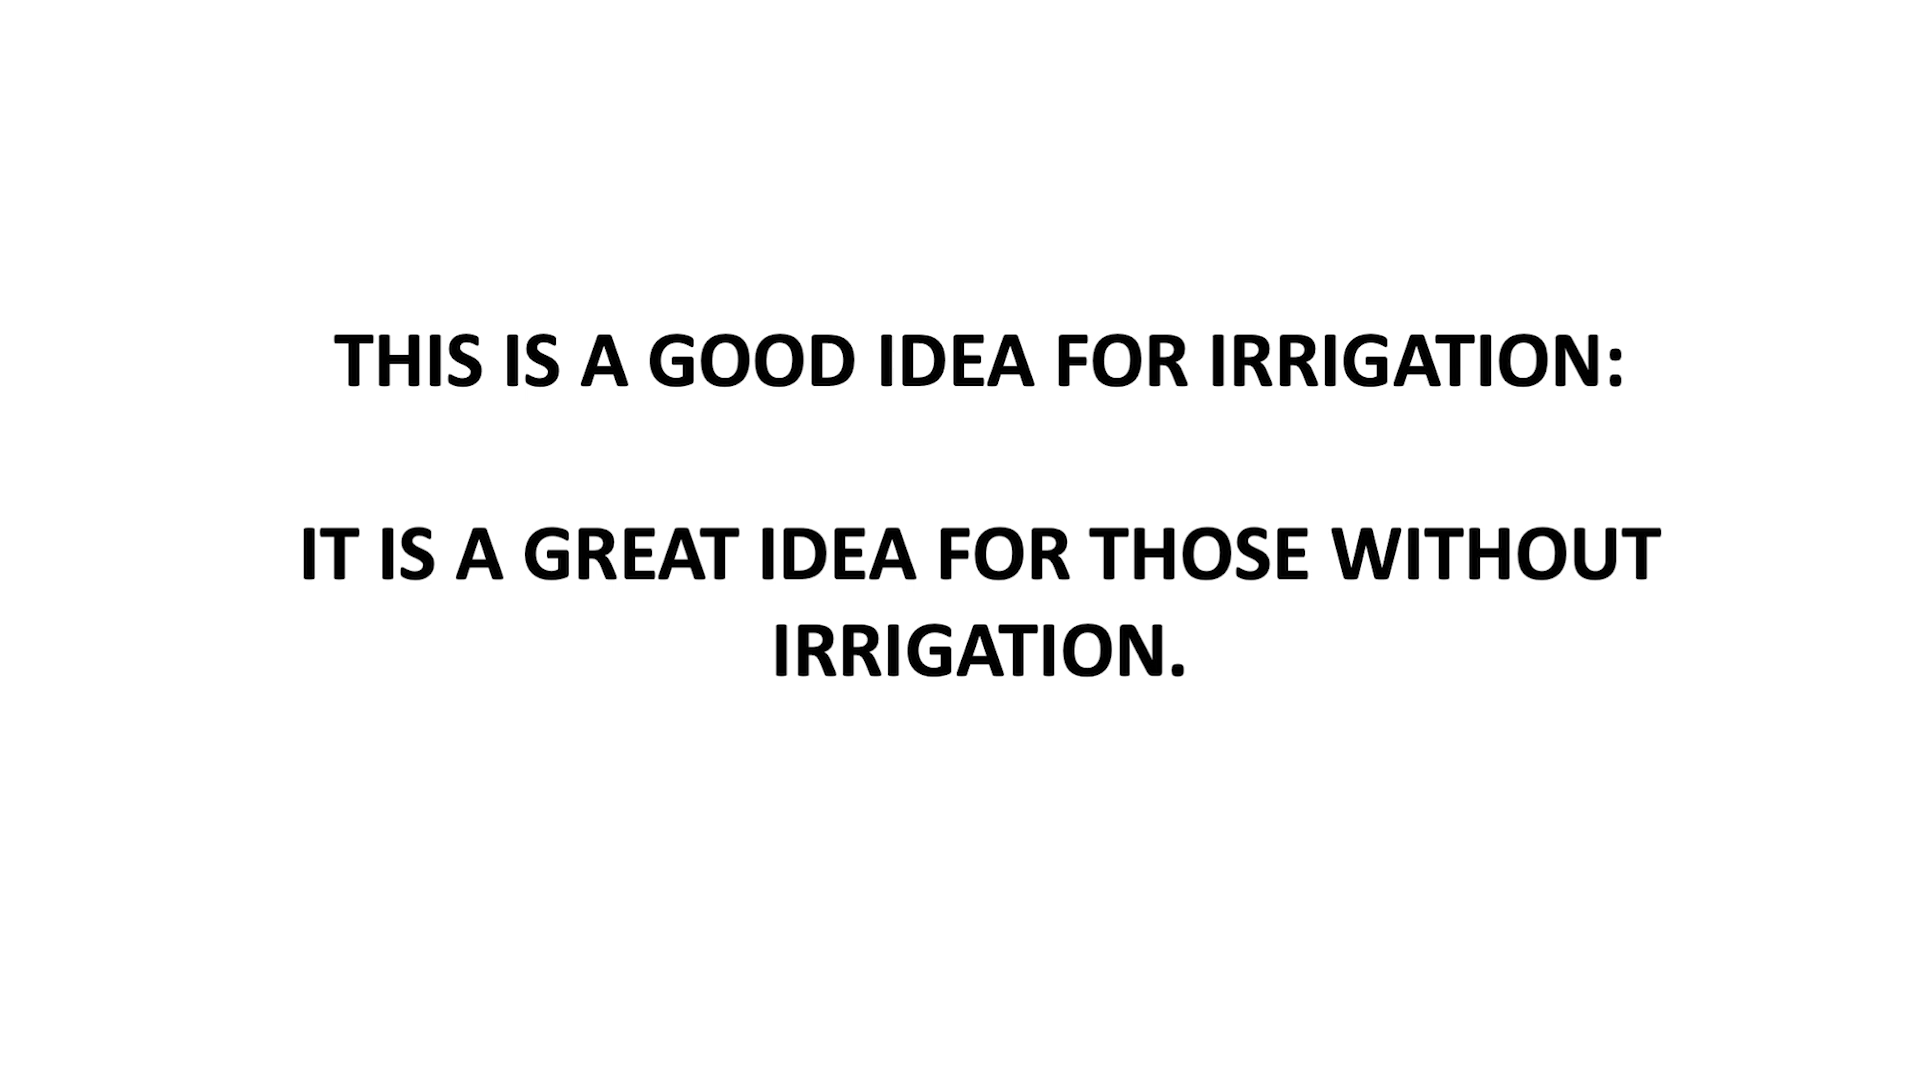 THIS IS A GOOD IDEA FOR IRRIGATION:
IT IS A GREAT IDEA FOR THOSE WITHOUT
IRRIGATION.